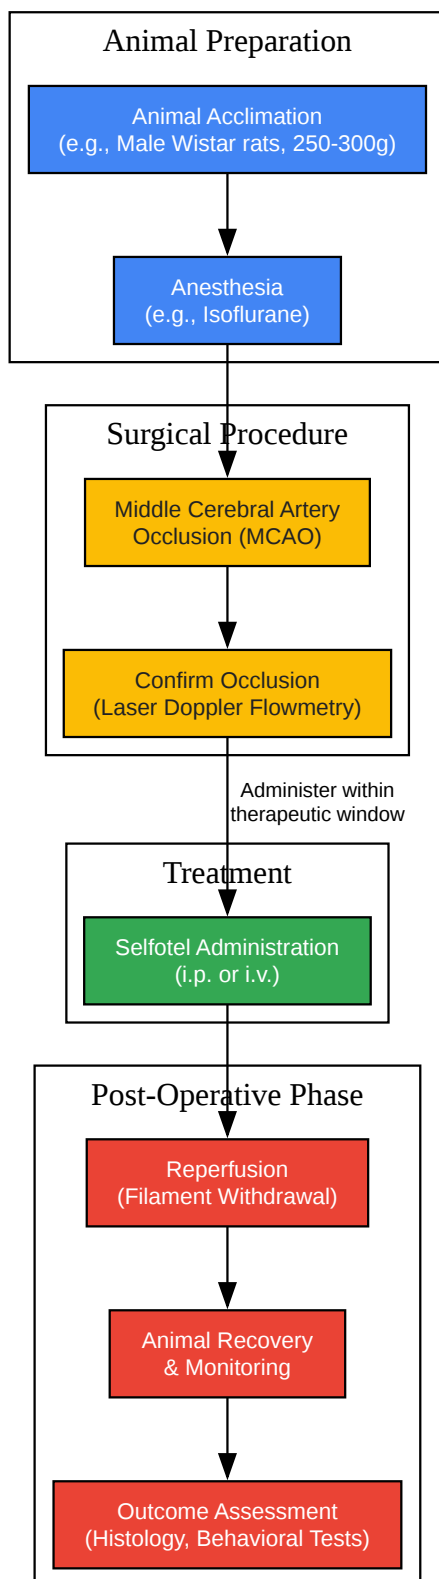 Animal Preparation
Animal Acclimation
(e.g., Male Wistar rats, 250-300g)
Anesthesia
(e.g., Isoflurane)
Surgical Procedure
Middle Cerebral Artery
Occlusion (MCAO)
Confirm Occlusion
(Laser Doppler Flowmetry)
Administer within
therapeutic window
Treatment
Selfotel Administration
(i.p. or i.v.)
Post-Operative Phase
Reperfusion
(Filament Withdrawal)
Animal Recovery
& Monitoring
Outcome Assessment
(Histology, Behavioral Tests)